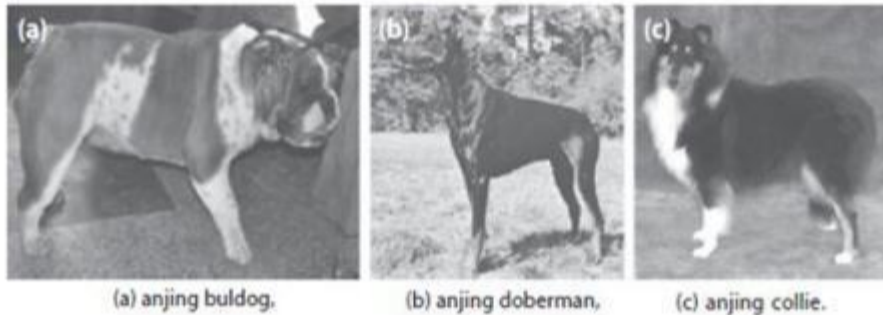 (a)
(b)
(c)
(a) anjing buldog,
(b) anjing doberman,
(c) anjing collie.